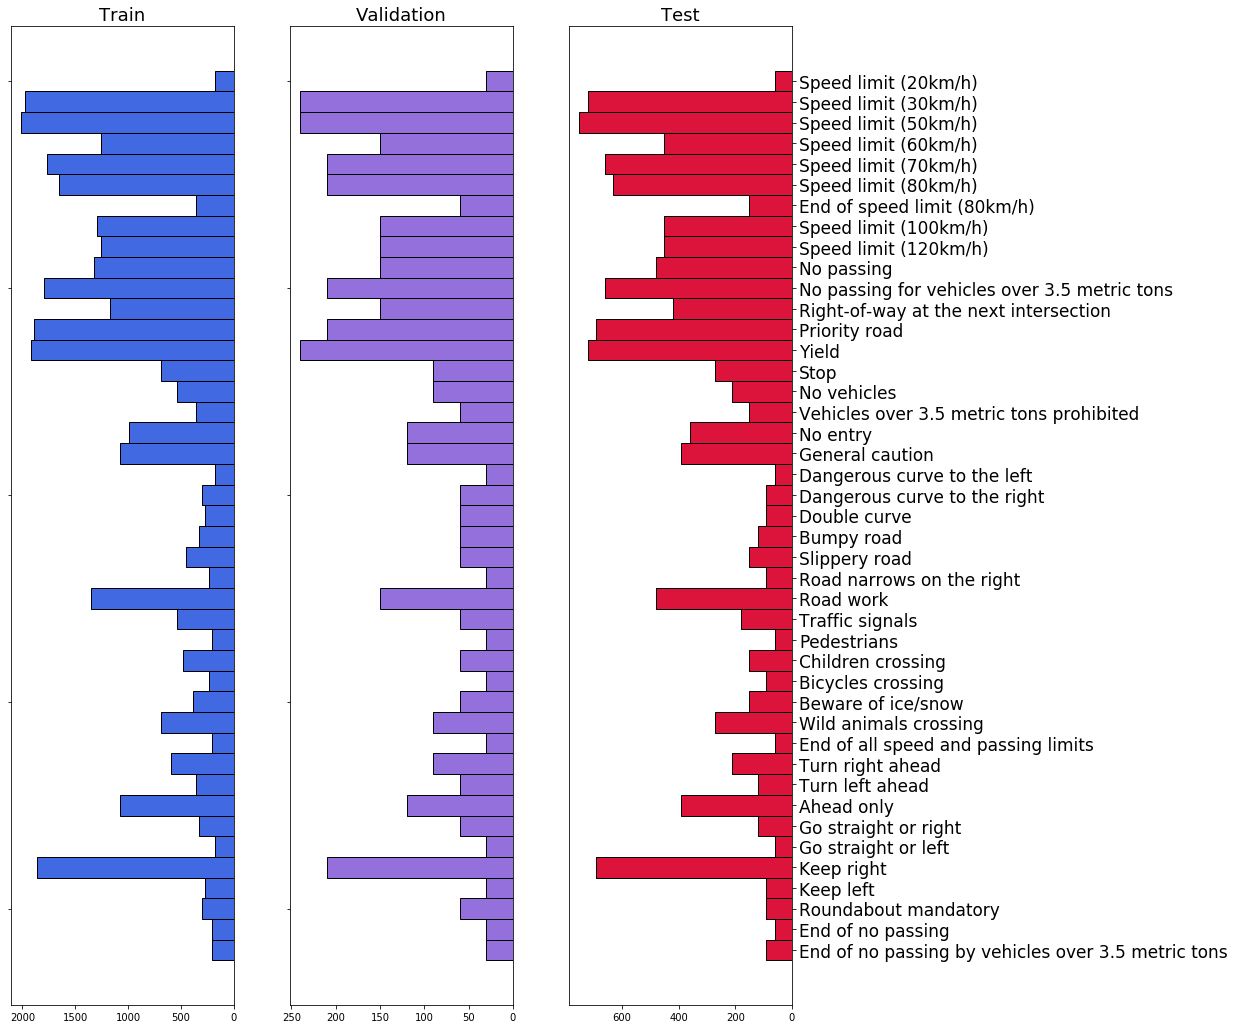 Train Validation Test
Speed limit (20km/h)
Speed limit (30km/h)
Speed limit (50km/h)
Speed limit (60km/h)
Speed limit (70km/h)
Speed limit (80km/h)
End of speed limit (80km/h)
Speed limit (100km/h)
Speed limit (120km/h)
No passing
No passing for vehicles over 3.5 metric tons
Right-of-way at the next intersection
Priority road
Yield
Stop
No vehicles
Vehicles over 3.5 metric tons prohibited
No entry
General caution
Dangerous curve to the left
Dangerous curve to the right
Double curve
Bumpy road
Slippery road
Road narrows on the right
Road work
Traffic signals
Pedestrians
Children crossing
Bicycles crossing
Beware of ice/snow
Wild animals crossing
End of all speed and passing limits
Turn right ahead
Turn left ahead
Ahead only
Go straight or right
Go straight or left
Keep right
Keep left
Roundabout mandatory
End of no passing
End of no passing by vehicles over 3.5 metric tons
2000 1500 1000 500 0 250 200 150 100 50 0 600 400 200 0